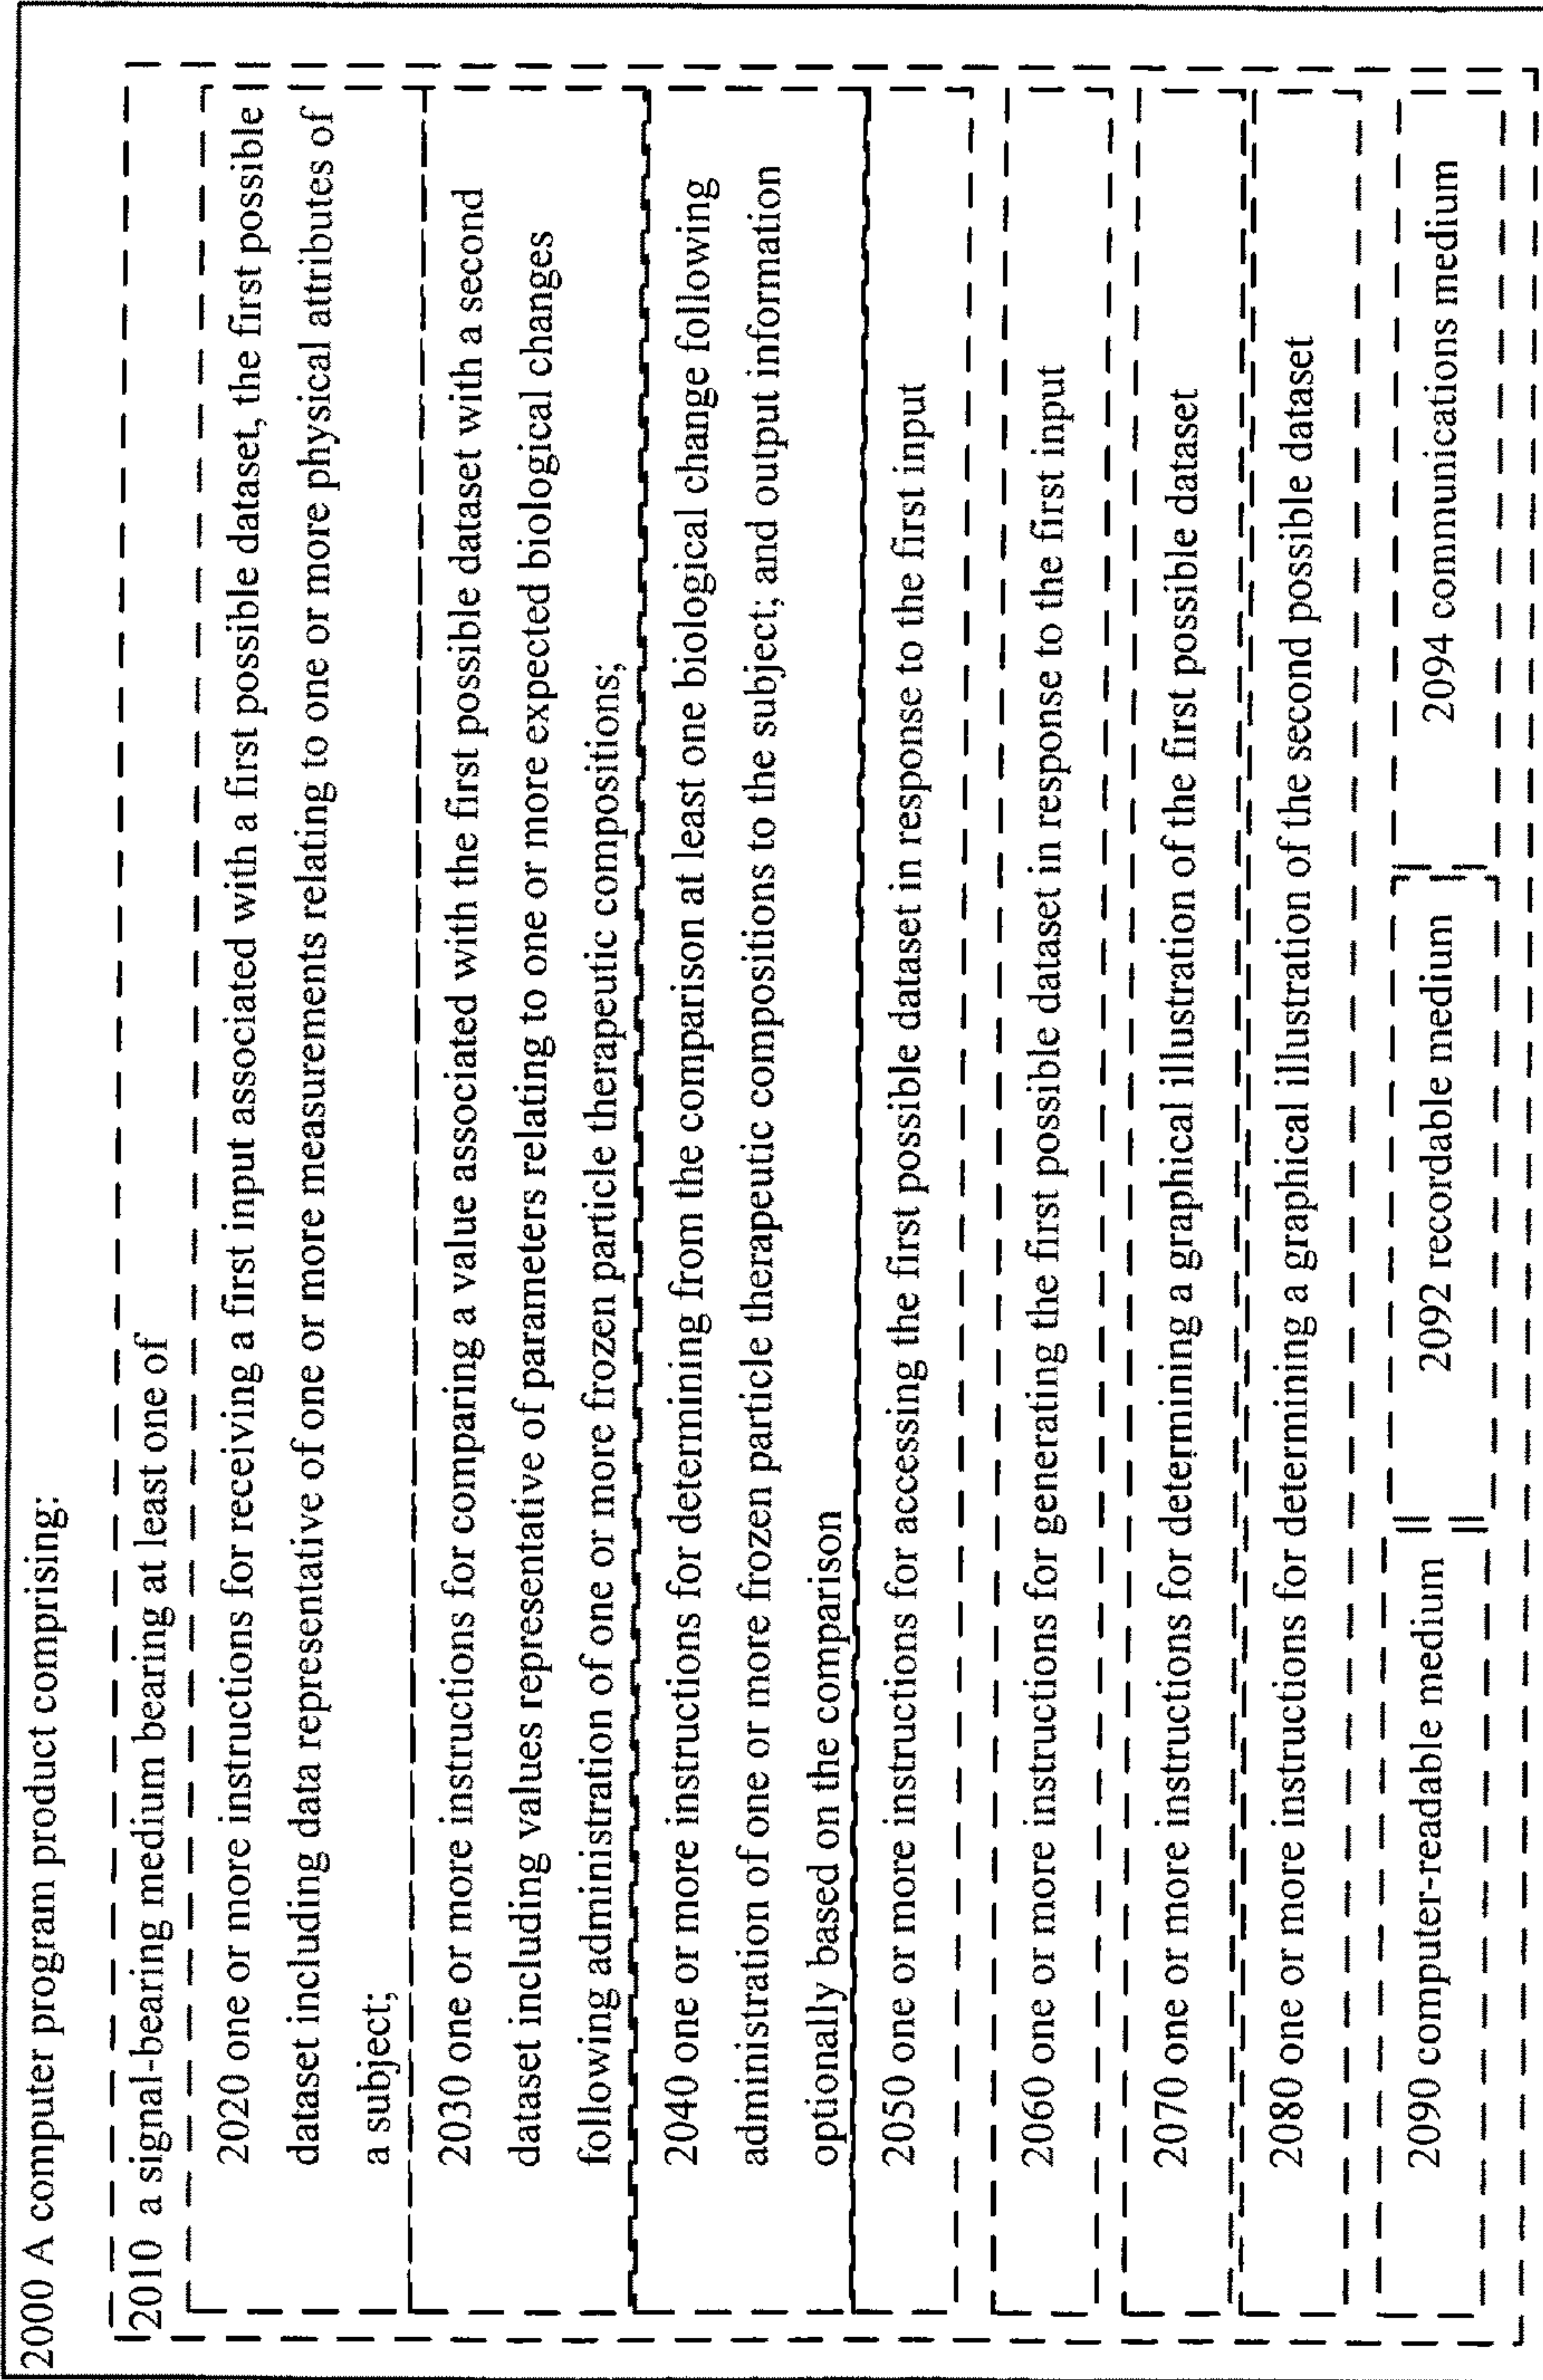 2000 A computer program product comprising:
2010 a signal-bearing medium bearing at least one of
2020 one or more instructions for receiving a first input associated with a first possible dataset, the first possible
dataset including data representative of one or more measurements relating to one or more physical attributes of
a subject;
2030 one or more instructions for comparing a value associated with the first possible dataset with a second
dataset including values representative of parameters relating to one or more expected biological changes
following administration of one or more frozen particle therapeutic compositions;
2040 one or more instructions for determining from the comparison at least one biological change following
administration of one or more frozen particle therapeutic compositions to the subject; and output information
optionally based on the comparison
2050 one or more instructions for accessing the first possible dataset in response to the first input
2060 one or more instructions for generating the first possible dataset in response to the first input
2070 one or more instructions for determining a graphical illustration of the first possible dataset
2080 one or more instructions for determining a graphical illustration of the second possible dataset
2090 computer-readable medium
2092 recordable medium
2094 communications medium